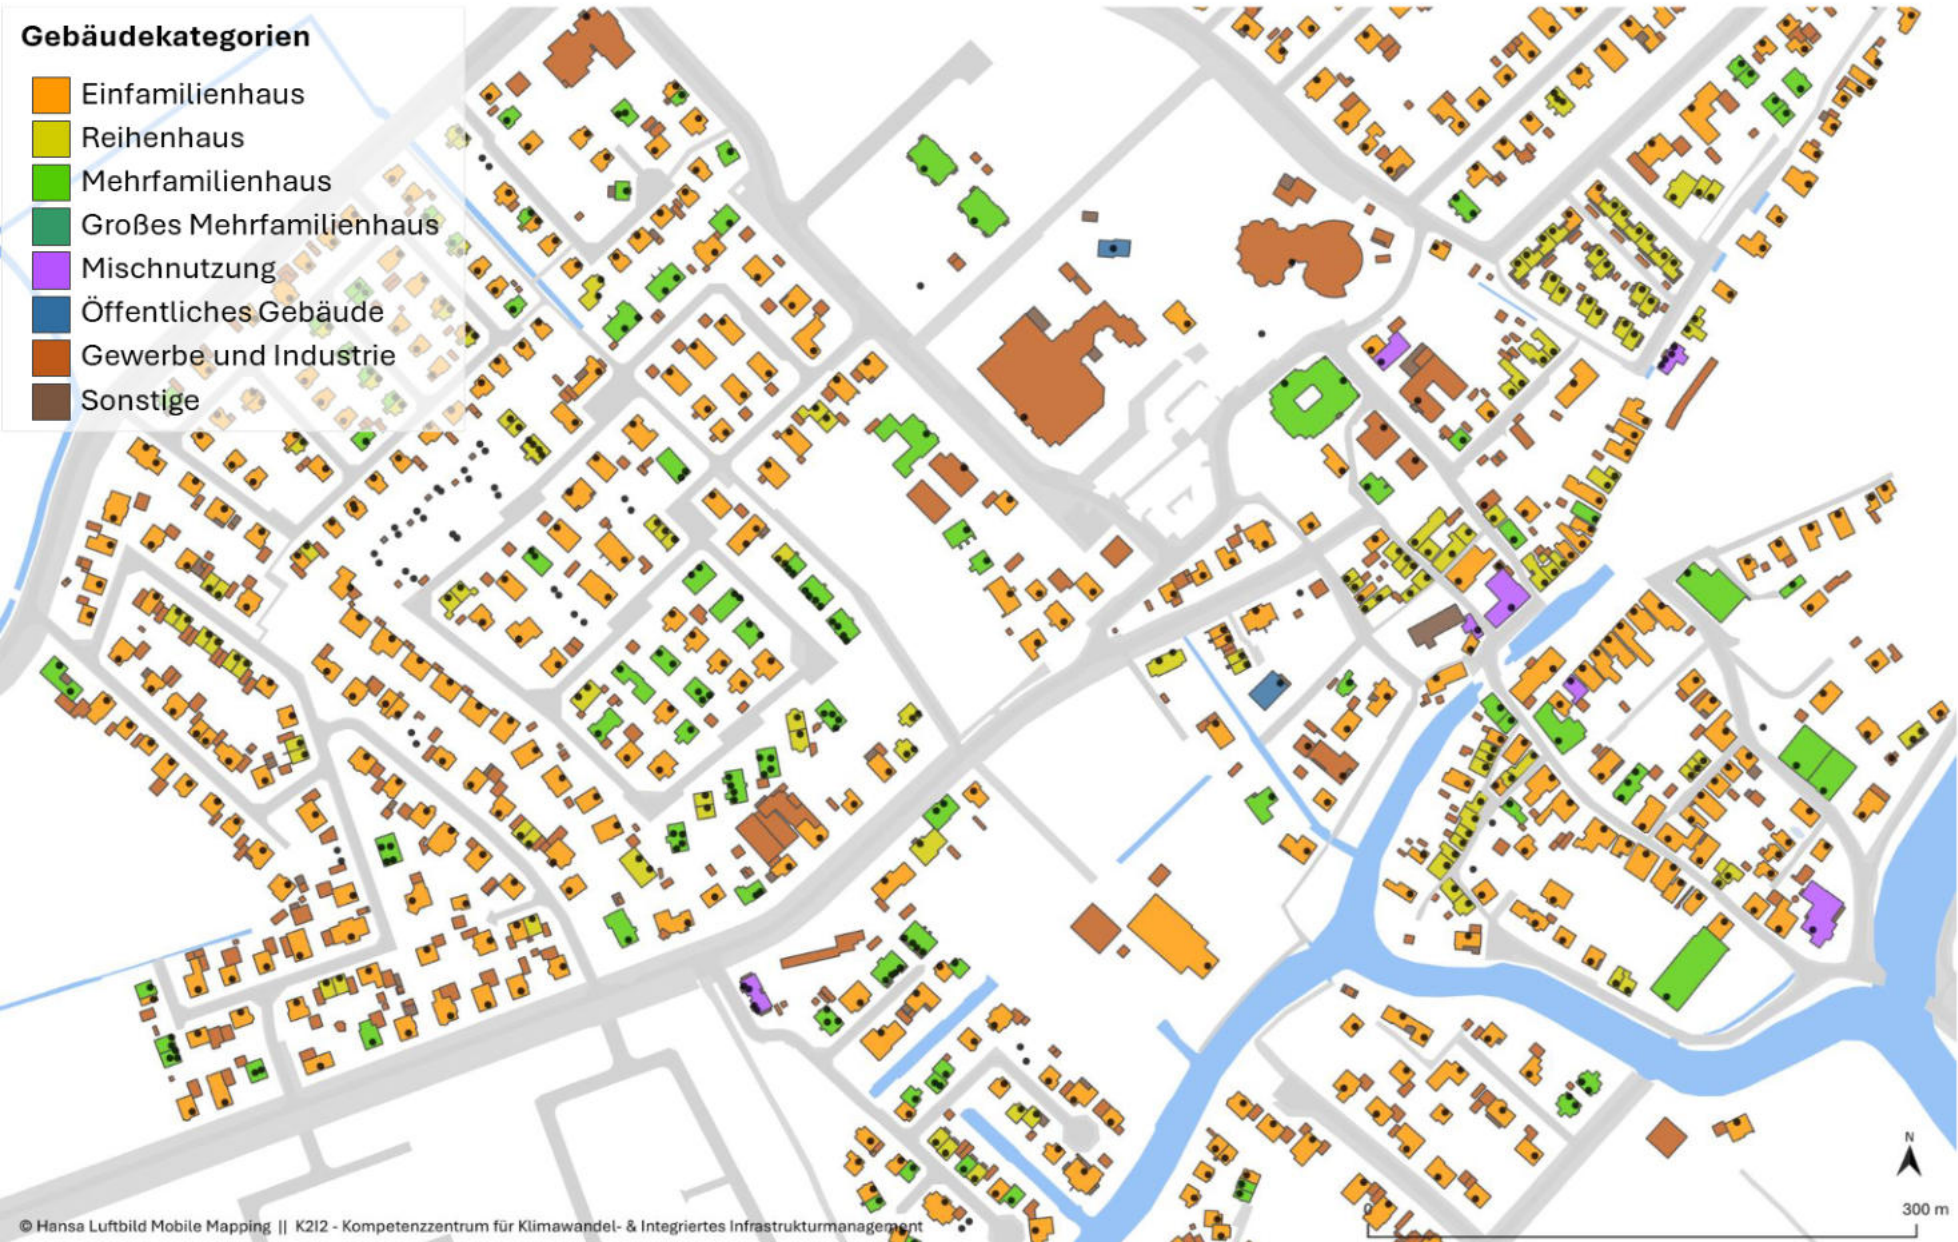 Gebäudekategorien
Einfamilienhaus
Reihenhaus
Mehrfamilienhaus
Großes Mehrfamilienhaus
Mischnutzung
Öffentliches Gebäude
Gewerbe und Industrie
Sonstige
N
0 300 m
© Hansa Luftbild Mobile Mapping || K2I2 - Kompetenzzentrum für Klimawandel- & Integriertes Infrastrukturmanagement